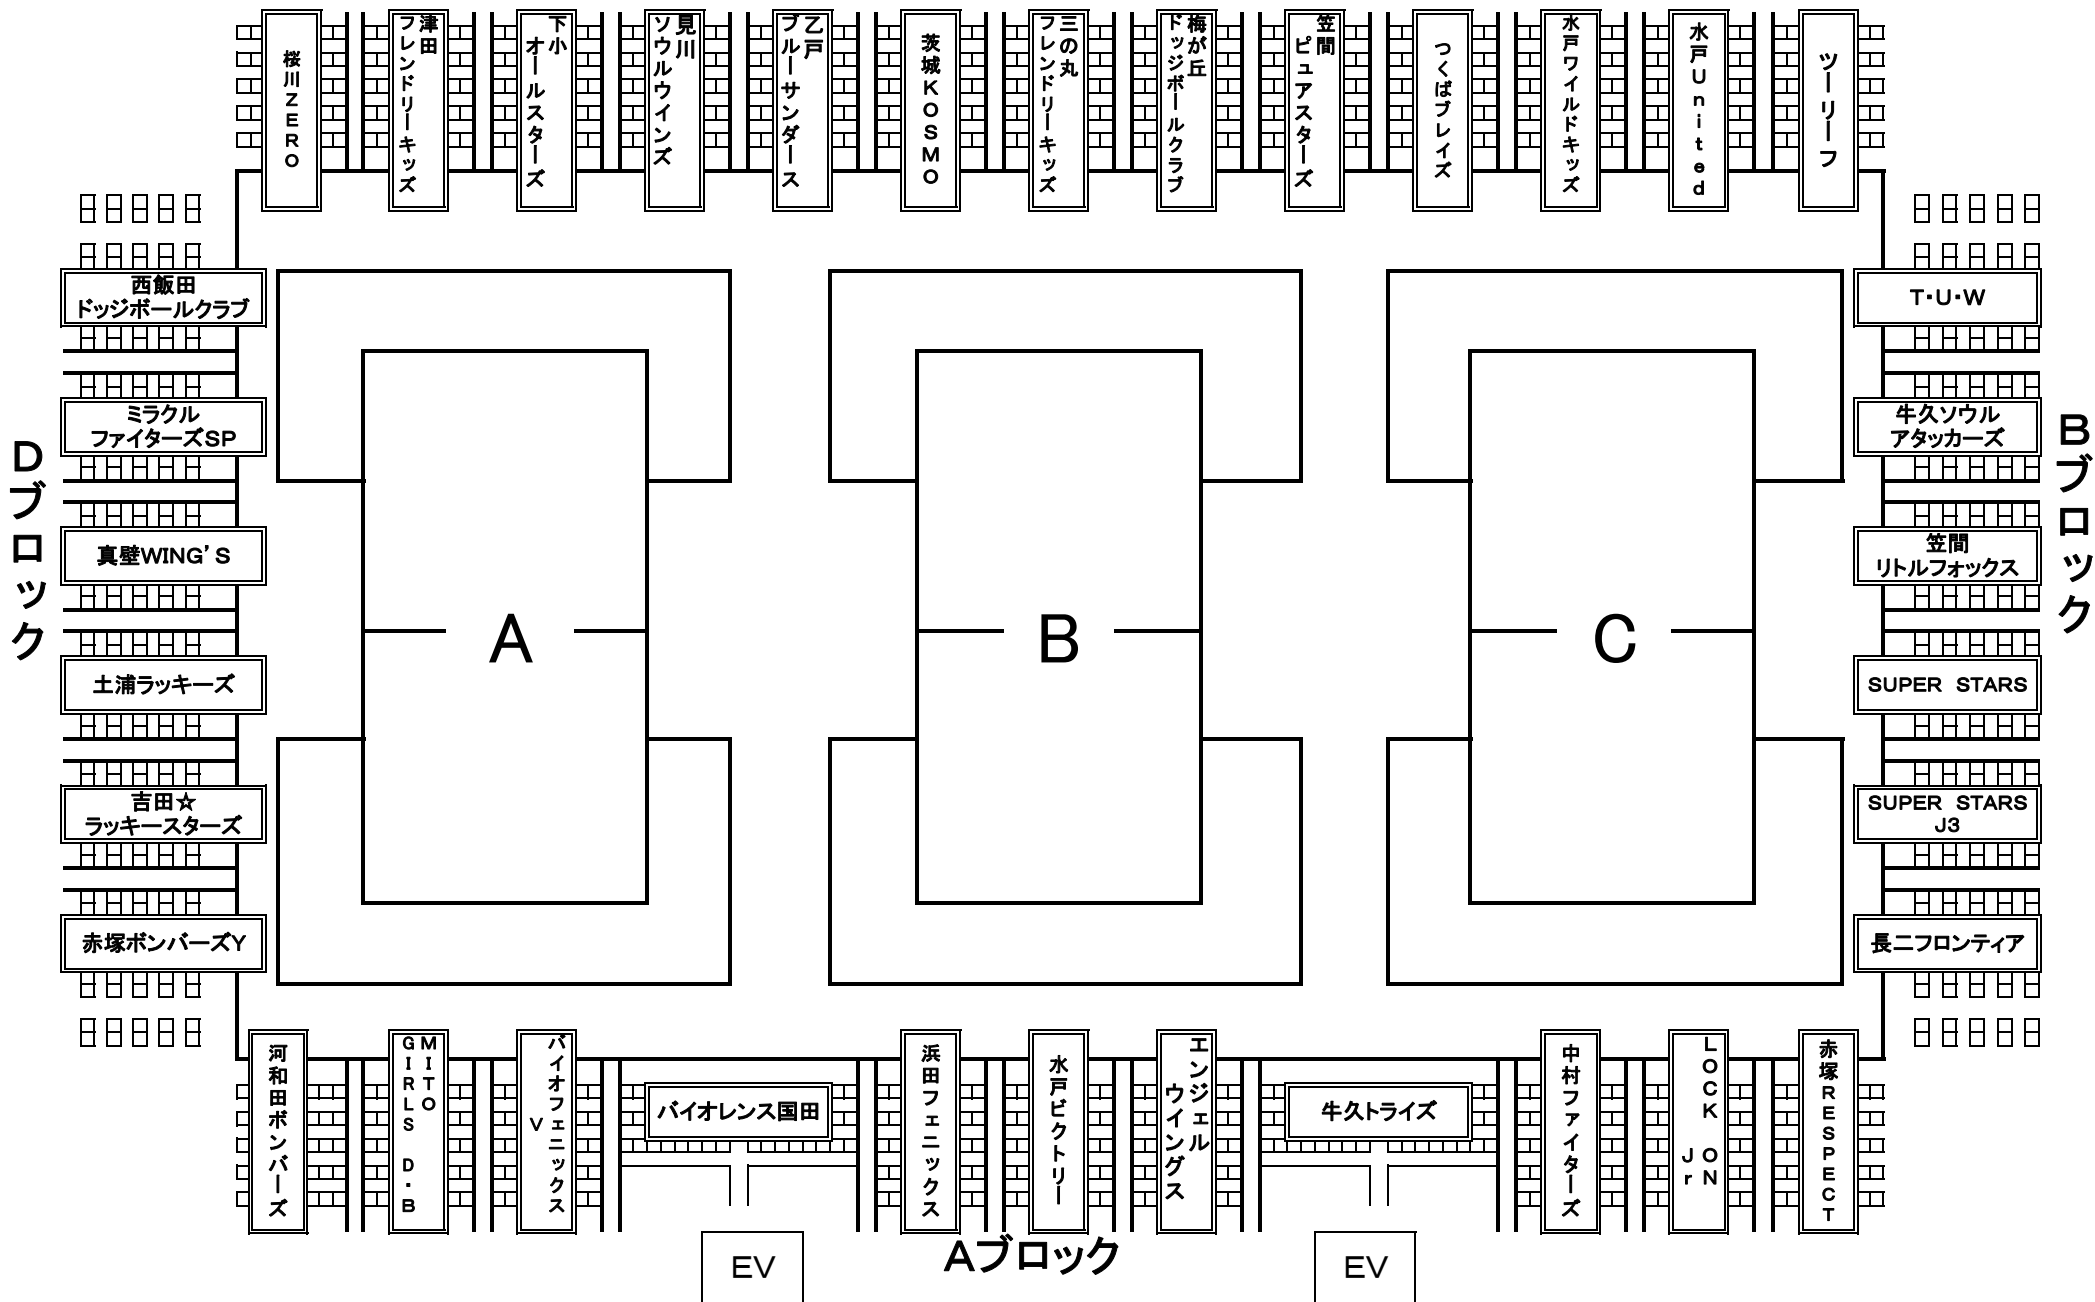 桜川ZERO
津田
フレンドリーキッズ
下小
オールスターズ
見川
ソウルウインズ
乙戸
ブルーサンダース
茨城KOSMO
三の丸
フレンドリーキッズ
梅が丘
ドッジボールクラブ
笠間
ピュアスターズ
つくばブレイズ
水戸ワイルドキッズ
水戸United
ツーリーフ
Dブロック
西飯田
ドッジボールクラブ
ミラクル
ファイターズSP
真壁WING'S
土浦ラッキーズ
吉田☆
ラッキースターズ
赤塚ボンバーズY
A
B
C
T・U・W
牛久ソウル
アタッカーズ
笠間
リトルフォックス
SUPER STARS
SUPER STARS
J3
長二フロンティア
Bブロック
河和田ボンバーズ
MITO
GIRLS D・B
バイオフェニックス
V
バイオレンス国田
浜田フェニックス
水戸ビクトリー
エンジェル
ウイングス
牛久トライズ
中村ファイターズ
LOCK ON
Jr
赤塚RESPECT
EV
Aブロック
EV